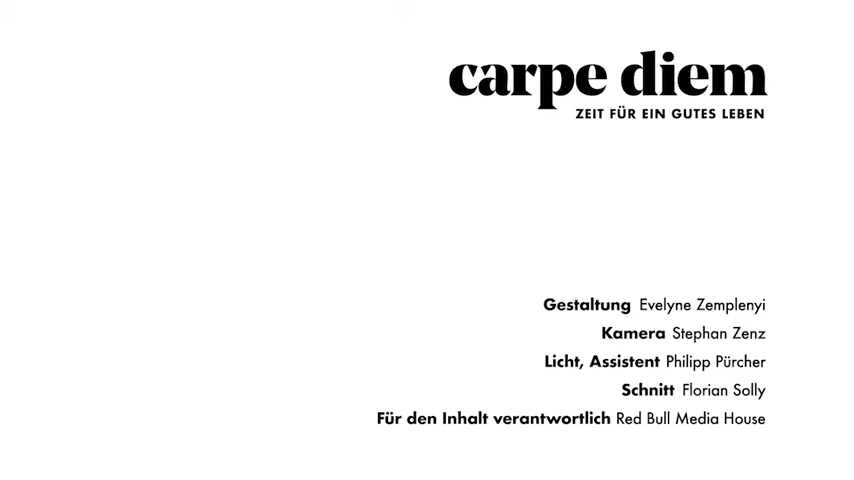 carpe diem
ZEIT FÜR EIN GUTES LEBEN
Gestaltung Evelyne Zemplenyi
Kamera Stephan Zenz
Licht, Assistent Philipp Pürcher
Schnitt Florian Solly
Für den Inhalt verantwortlich Red Bull Media House